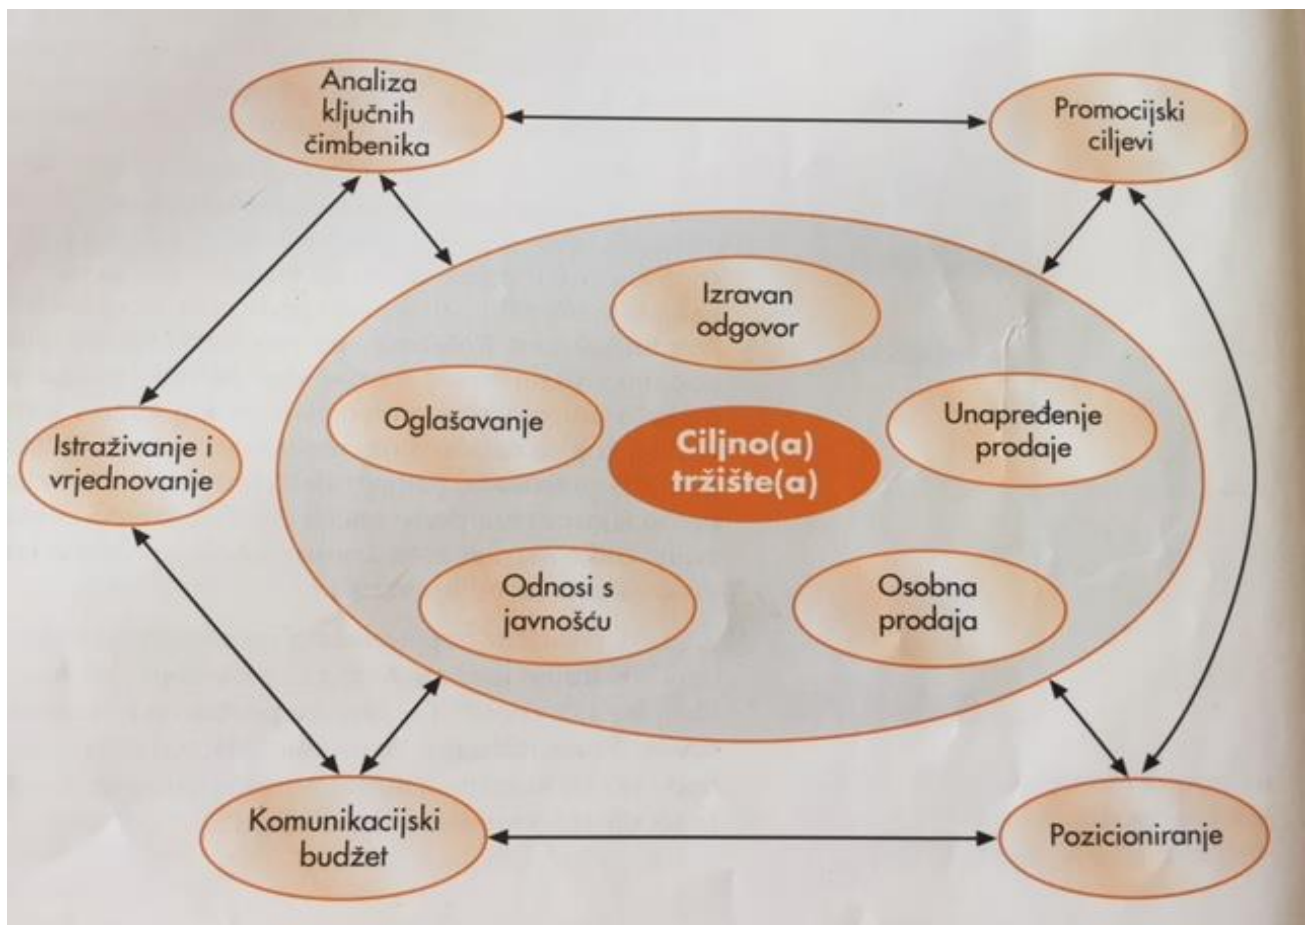 Analiza
ključnih
čimbenika
Promocijski
ciljevi
Izravan
odgovor
Oglašavanje
Ciljno(a)
tržište(a)
Unapređenje
prodaje
Istraživanje i
vrjednovanje
Odnosi s
javnošću
Osobna
prodaja
Komunikacijski
budžet
Pozicioniranje